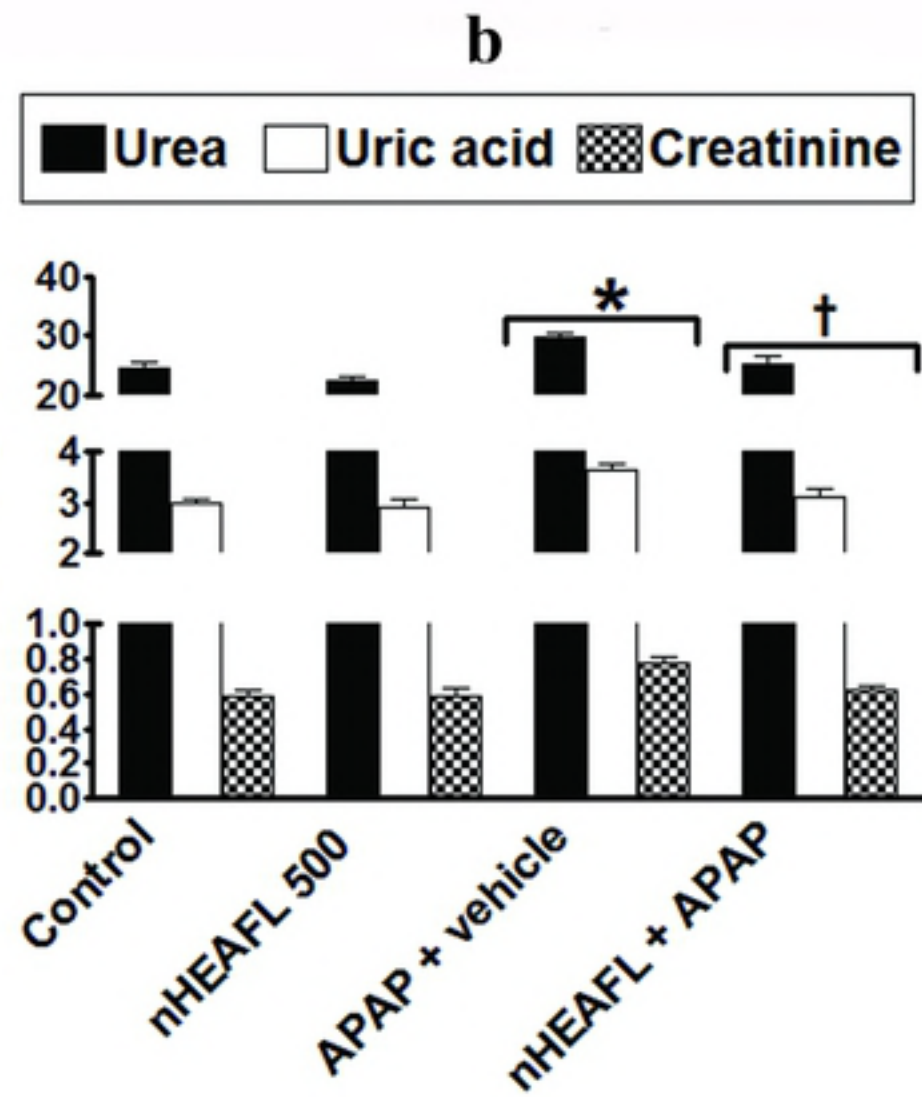 b
Urea Uric acid Creatinine
40
30
20
4
3
2
1.0
0.8
0.6
0.4
0.2
0.0
*
†
Control
nHEAFL 500
APAP + vehicle
nHEAFL + APAP